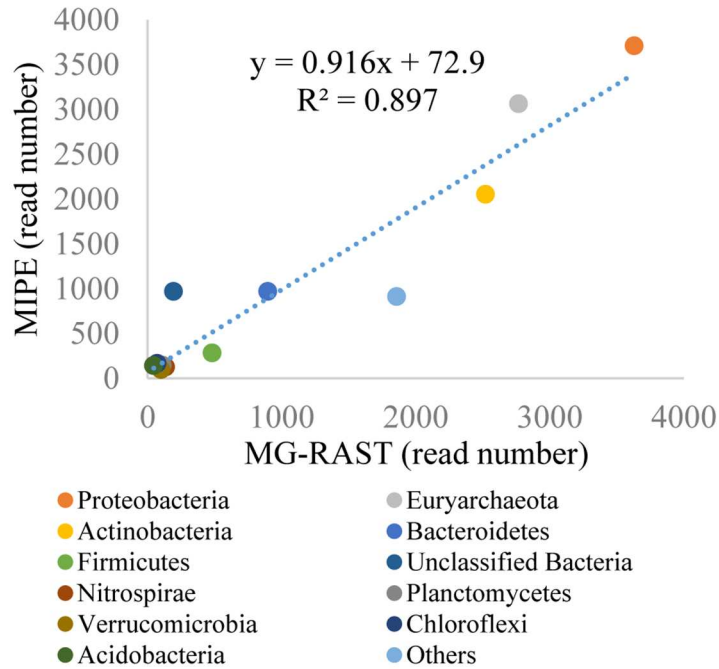 4000
3500
3000
2500
2000
1500
1000
500
0
MIPE (read number)
y = 0.916x + 72.9
R² = 0.897
0 1000 2000 3000 4000
MG-RAST (read number)
Proteobacteria Euryarchaeota
Actinobacteria Bacteroidetes
Firmicutes Unclassified Bacteria
Nitrospirae Planctomycetes
Verrucomicrobia Chloroflexi
Acidobacteria Others